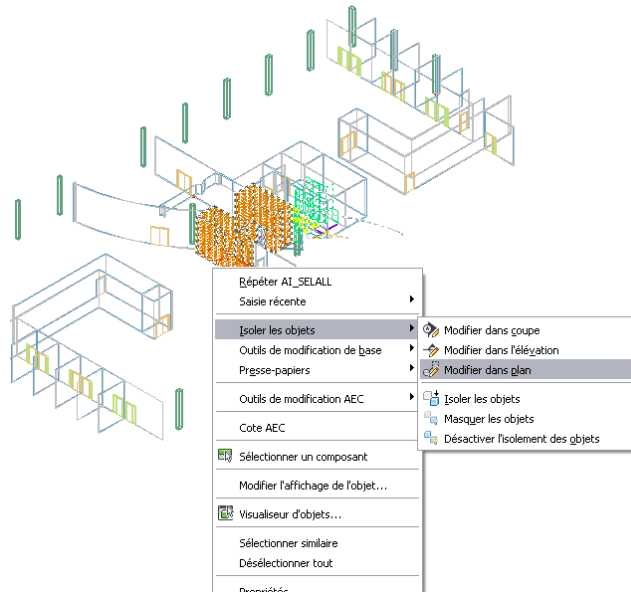 Répéter AI_SELALL
Saisie récente
Isoler les objets
Outils de modification de base
Presse-papiers
Outils de modification AEC
Cote AEC
Sélectionner un composant
Modifier l'affichage de l'objet...
Visualiseur d'objets...
Sélectionner similaire
Désélectionner tout
Propriétés
Modifier dans coupe
Modifier dans l'élévation
Modifier dans plan
Isoler les objets
Masquer les objets
Désactiver l'isolement des objets